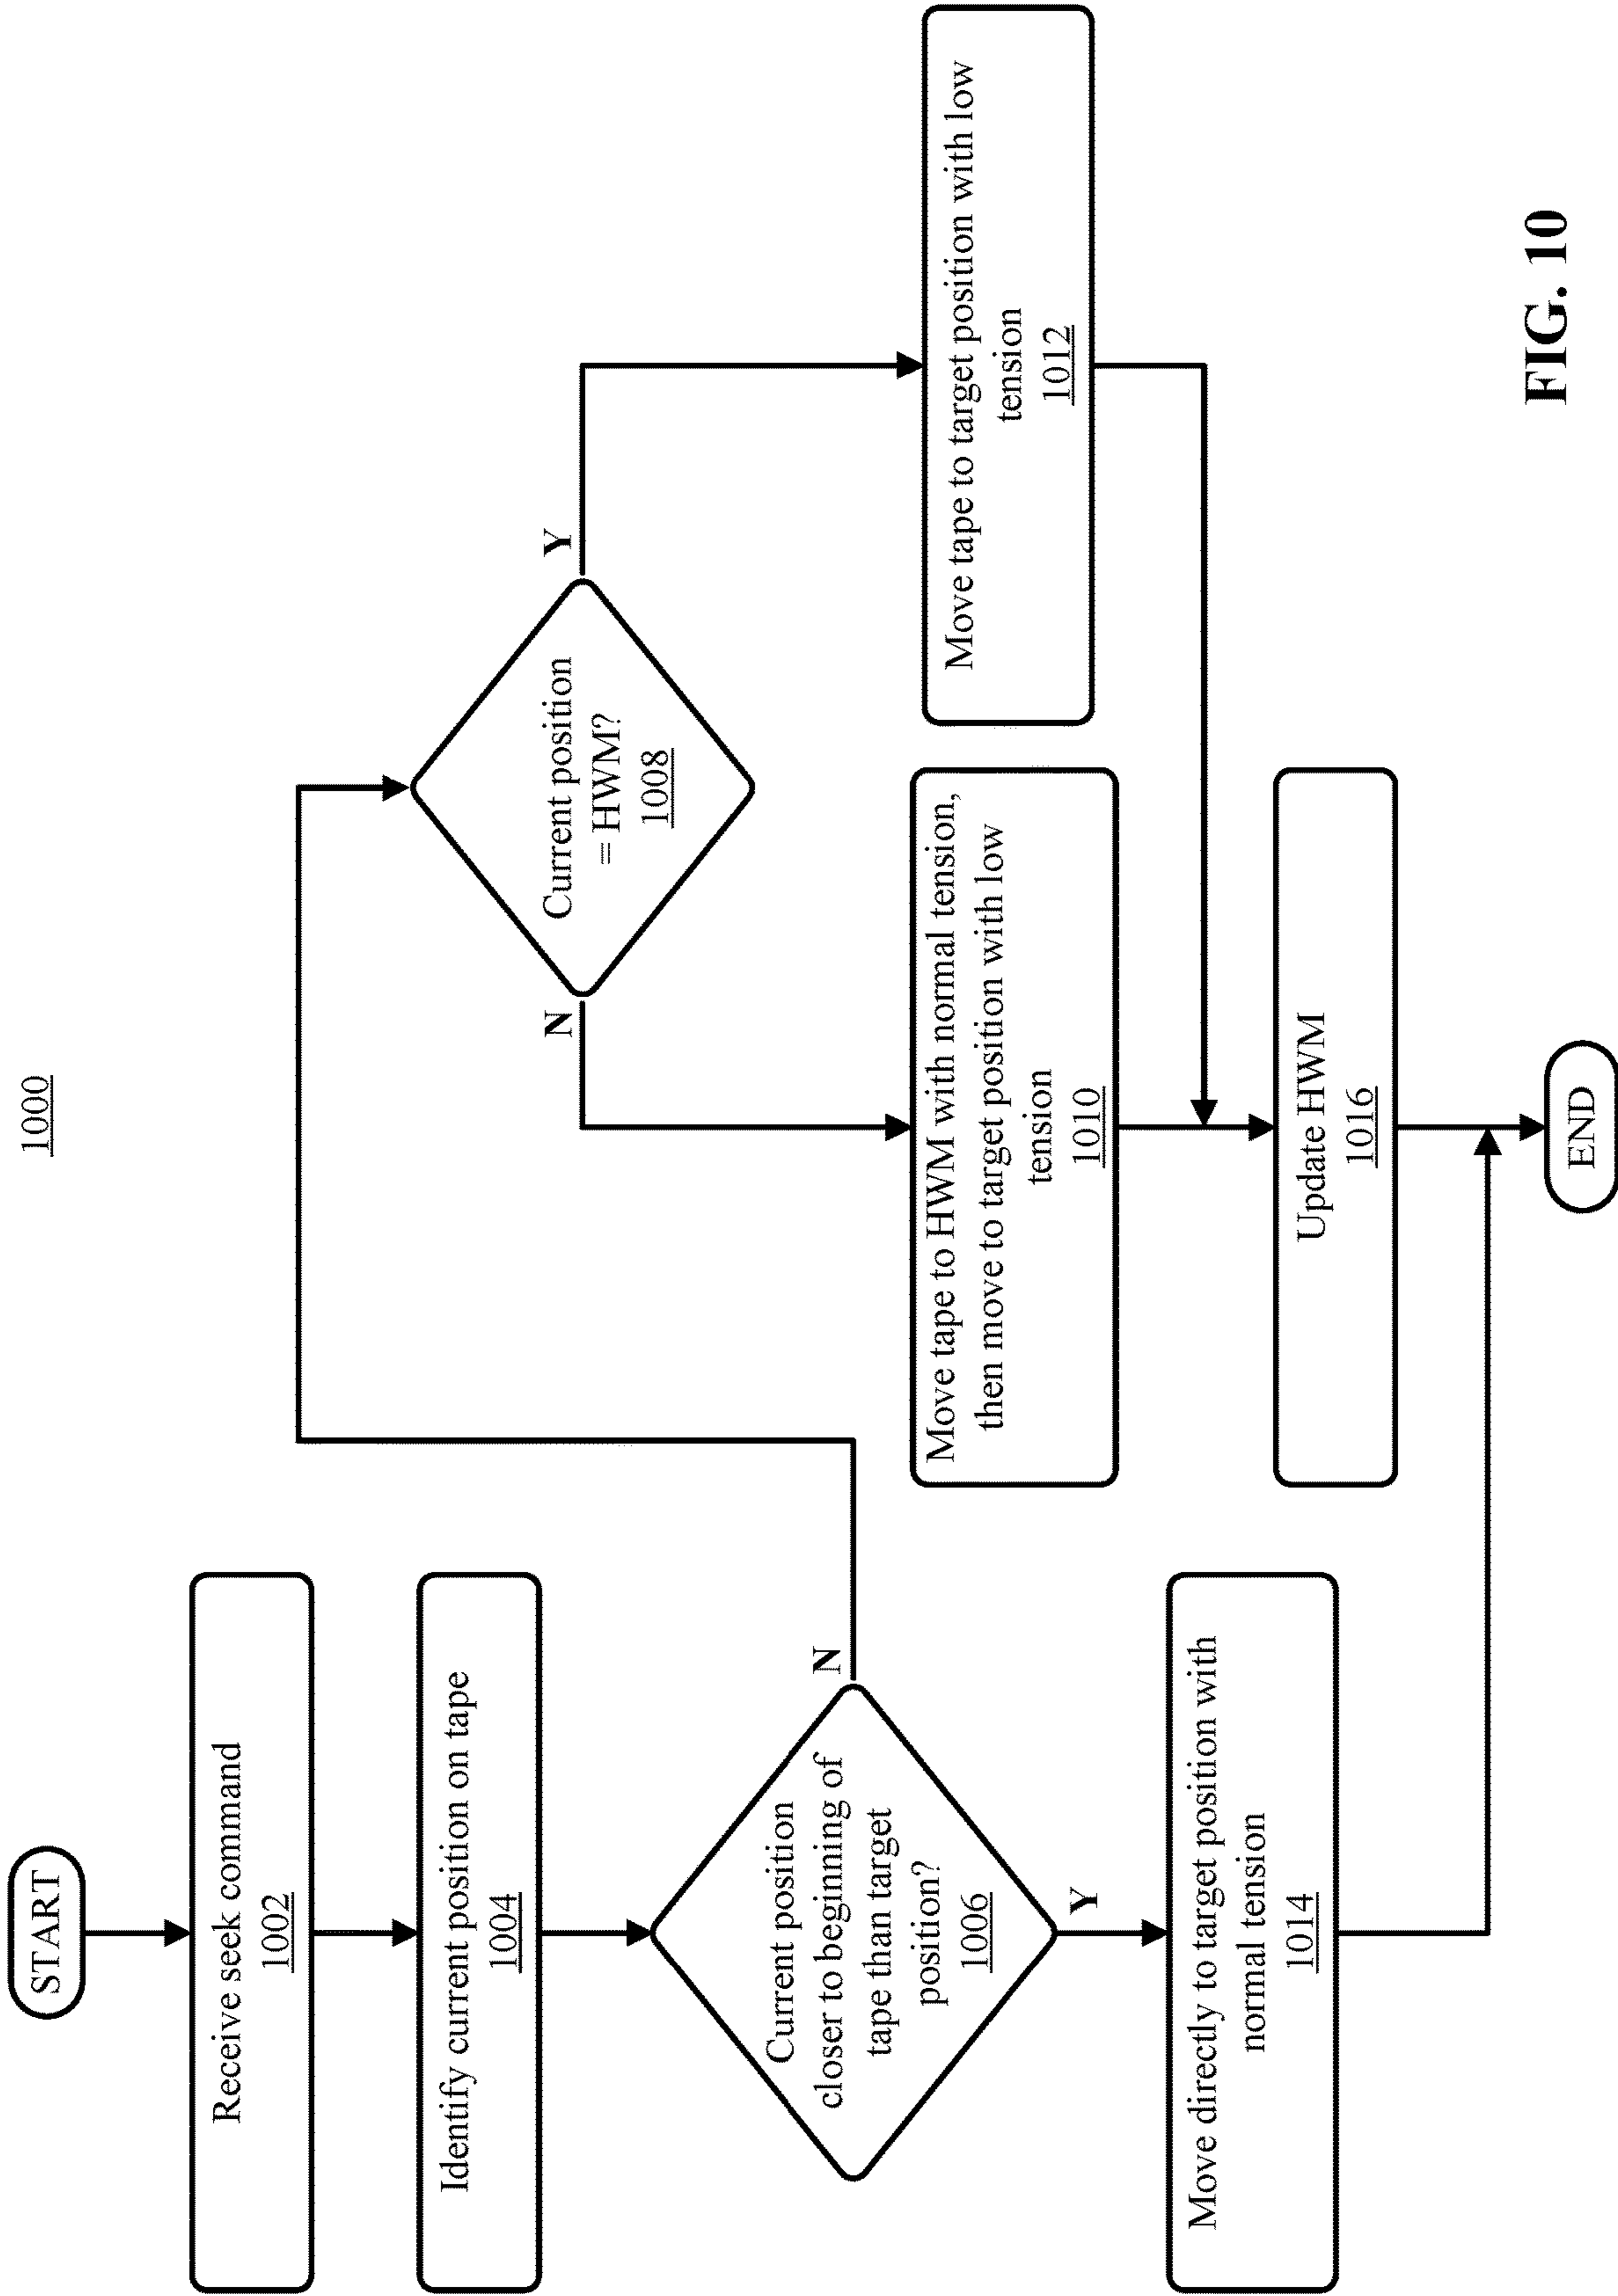 1000
START
Receive seek command
1002
Identify current position on tape
1004
Current position
closer to beginning of
tape than target
position?
1006
N
Y
Move directly to target position with
normal tension
1014
Current position
= HWM?
1008
N
Y
Move tape to HWM with normal tension,
then move to target position with low
tension
1010
Move tape to target position with low
tension
1012
Update HWM
1016
END
FIG. 10